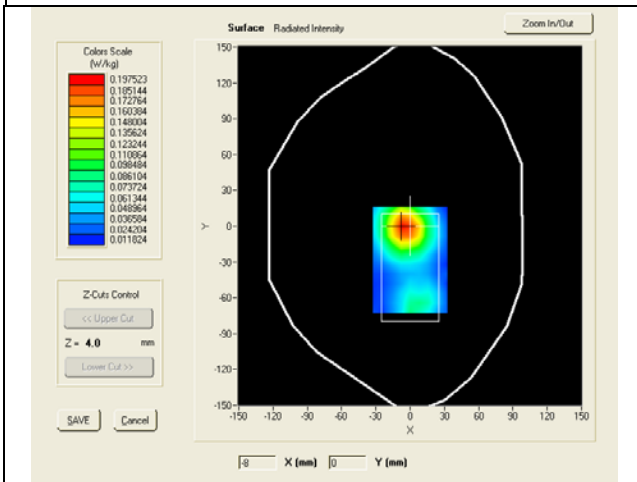 Surface Radiated Intensity
Zoom In/Out
Colors Scale
(W/kg)
0.197523
0.185144
0.172764
0.160384
0.148004
0.135624
0.123244
0.110864
0.098484
0.086104
0.073724
0.061344
0.048964
0.036584
0.024204
0.011824
150
120
90
60
30
0
-30
-60
-90
-120
-150
Y
-150 -120 -90 -60 -30 0 30 60 90 120 150
X
Z-Cuts Control
<< Upper Cut
Z = 4.0 mm
Lower Cut >>
SAVE Cancel
-8 X (mm) 0 Y (mm)